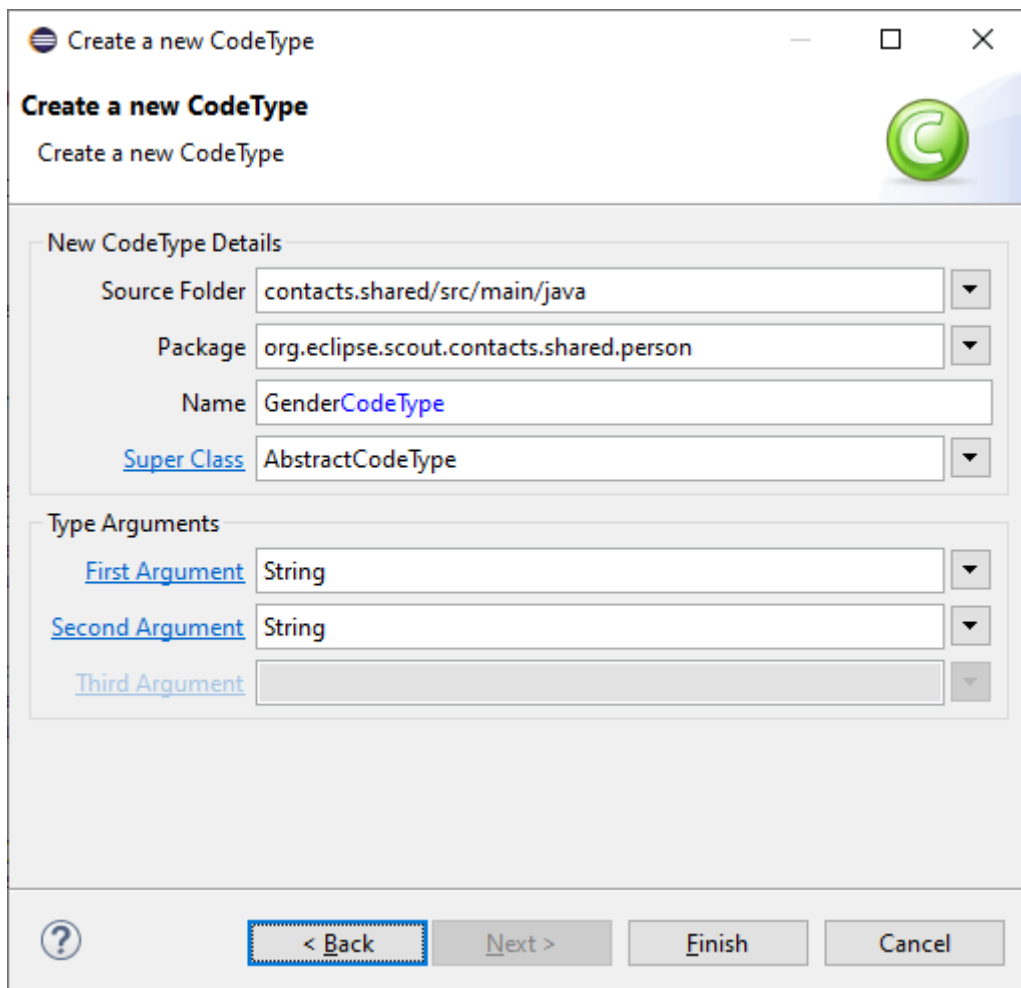 Create a new CodeType
Create a new CodeType
Create a new CodeType
New CodeType Details
Source Folder contacts.shared/src/main/java
Package org.eclipse.scout.contacts.shared.person
Name GenderCodeType
Super Class AbstractCodeType
Type Arguments
First Argument String
Second Argument String
Third Argument
? < Back Next > Finish Cancel